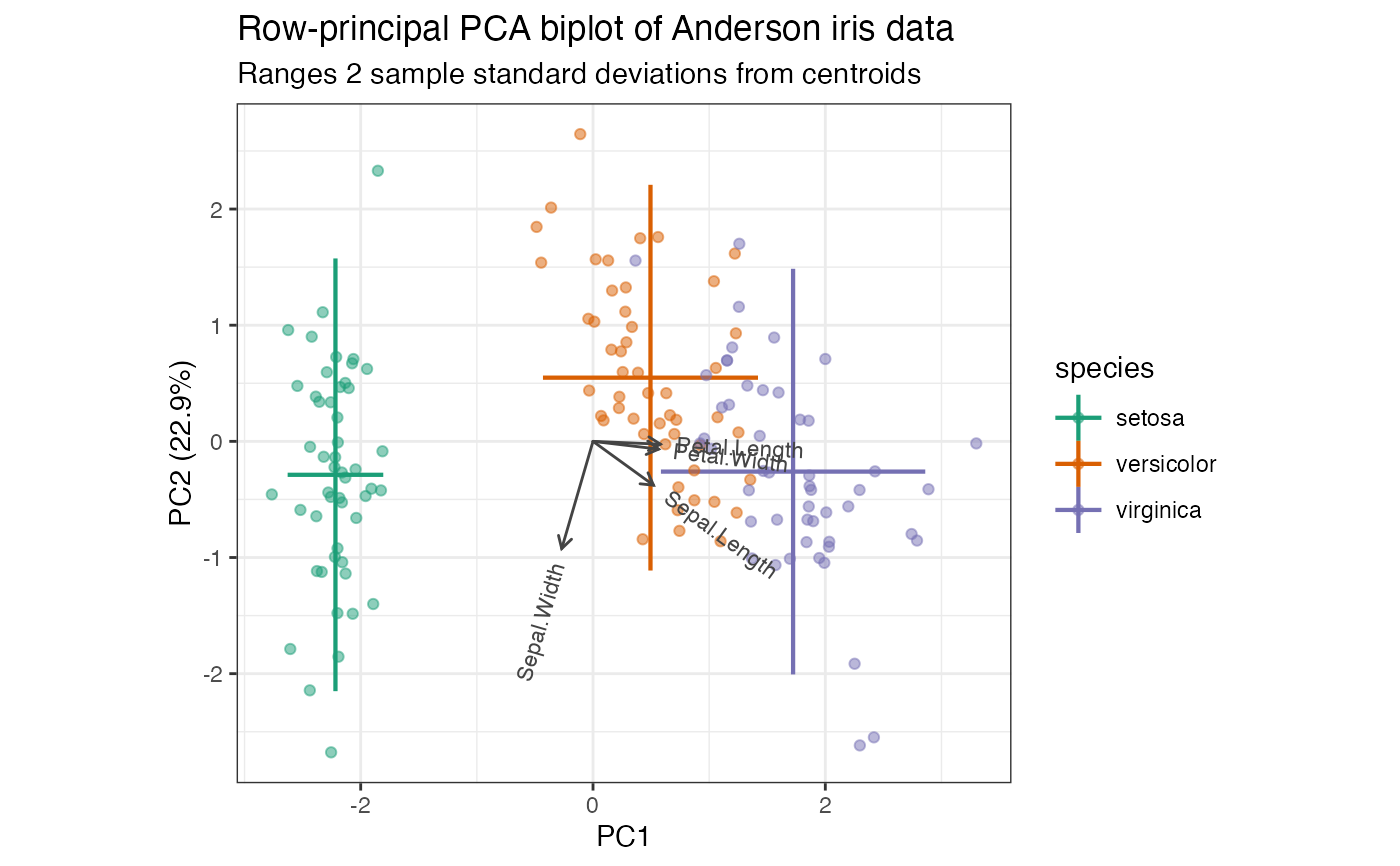 Row-principal PCA biplot of Anderson iris data
Ranges 2 sample standard deviations from centroids
PC2 (22.9%)
2
1
0
-1
-2
Petal.Length
Petal.Width
Sepal.Length
Sepal.Width
-2
0
2
PC1
species
setosa
versicolor
virginica